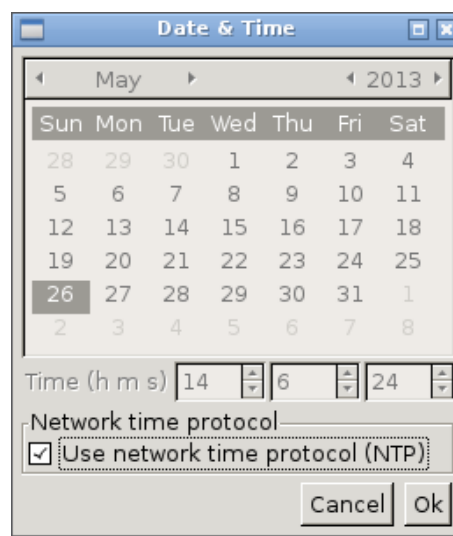 Date & Time
May 2013
Sun Mon Tue Wed Thu Fri Sat
28 29 30 1 2 3 4
5 6 7 8 9 10 11
12 13 14 15 16 17 18
19 20 21 22 23 24 25
26 27 28 29 30 31 1
2 3 4 5 6 7 8
Time (h m s) 14 6 24
Network time protocol
Use network time protocol (NTP)
Cancel Ok